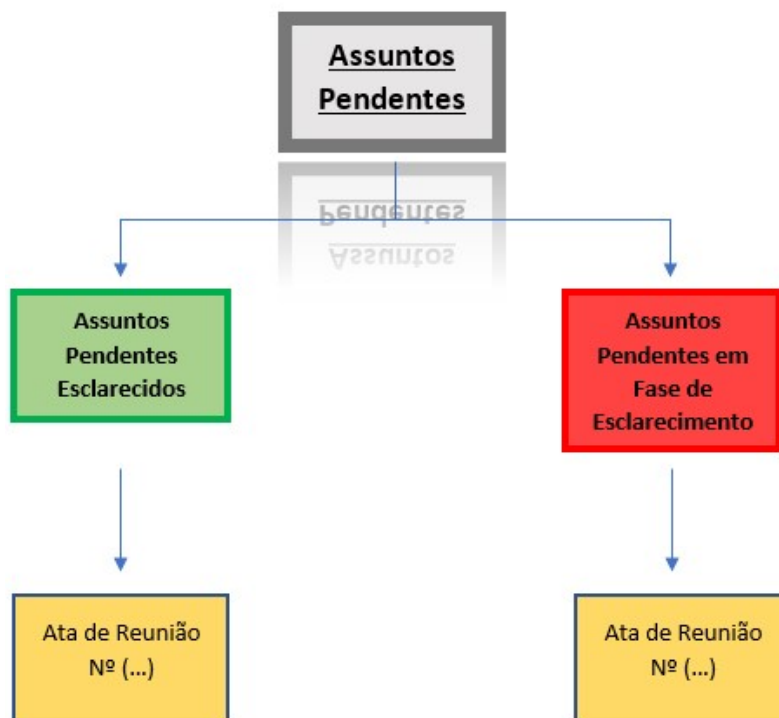 Assuntos
Pendentes
Assuntos
Pendentes
Esclarecidos
Assuntos
Pendentes em
Fase de
Esclarecimento
Ata de Reunião
Nº (...)
Ata de Reunião
Nº (...)